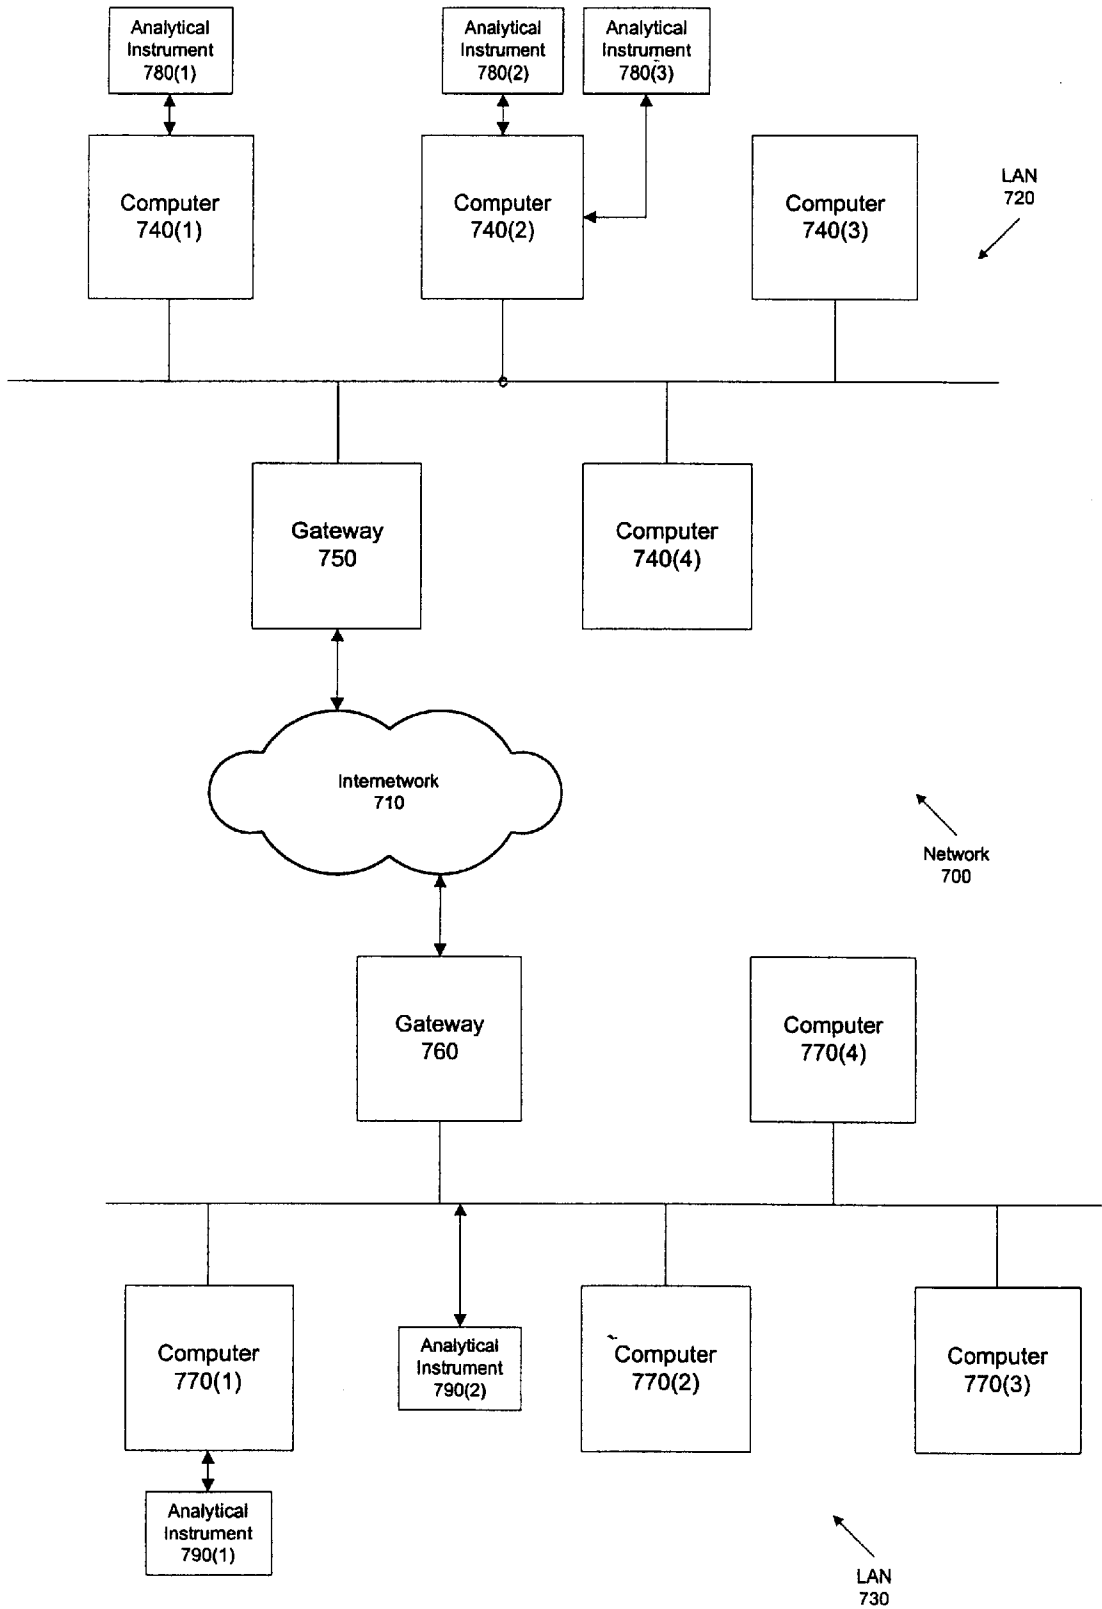 Analytical
Instrument
780(1)
Analytical
Instrument
780(2)
Analytical
Instrument
780(3)
Computer
740(1)
Computer
740(2)
Computer
740(3)
LAN
720
Gateway
750
Computer
740(4)
Internetwork
710
Network
700
Gateway
760
Computer
770(4)
Computer
770(1)
Analytical
Instrument
790(2)
Computer
770(2)
Computer
770(3)
Analytical
Instrument
790(1)
LAN
730